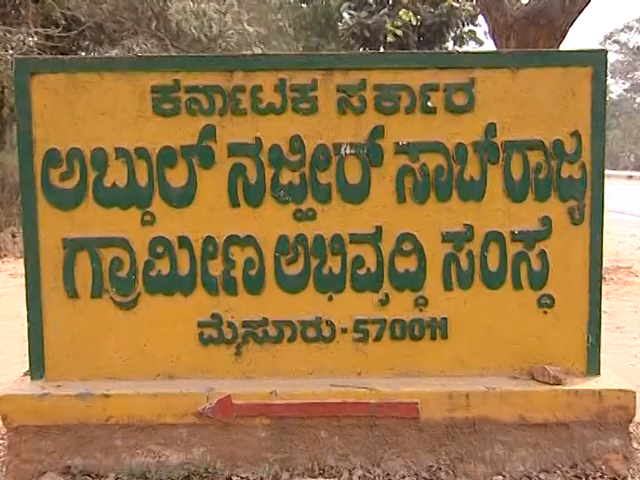 ಕರ್ನಾಟಕ ಸರ್ಕಾರ
ಅಬ್ದುಲ್ ನಜ್ಹೀರ್ ಸಾಬ್ ರಾಜ್ಯ
ಗ್ರಾಮೀಣ ಅಭಿವೃದ್ಧಿ ಸಂಸ್ಥೆ
ಮೈಸೂರು-570011